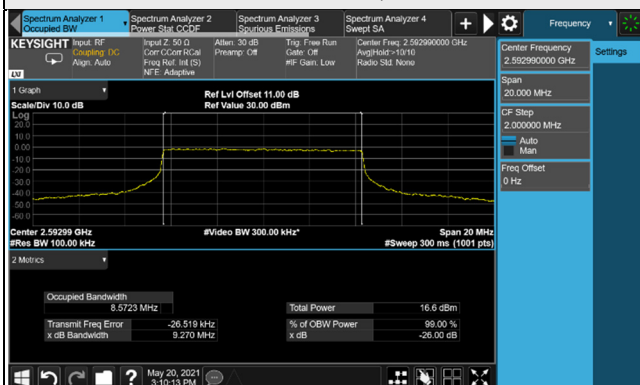 Spectrum Analyzer 1
Occupied BW
Spectrum Analyzer 2
Power Stat CCDF
Spectrum Analyzer 3
Spurious Emissions
Spectrum Analyzer 4
Swept SA
Frequency
KEYSIGHT
Input: RF
Coupling: DC
Align: Auto
Input Z: 50 Ω
Corr CCorr RCal
Freq Ref: Int (S)
NFE: Adaptive
Atten: 30 dB
Preamp: Off
Trig: Free Run
Gate: Off
#IF Gain: Low
Center Freq: 2.592990000 GHz
Avg|Hold:>10/10
Radio Std: None
LXI
Center Frequency
2.592990000 GHz
Settings
Span
20.000 MHz
CF Step
2.000000 MHz
Auto
Man
Freq Offset
0 Hz
1 Graph
Scale/Div 10.0 dB
Ref Lvl Offset 11.00 dB
Ref Value 30.00 dBm
Log
20.0
10.0
0.00
-10.0
-20.0
-30.0
-40.0
-50.0
-60.0
Center 2.59299 GHz
#Res BW 100.00 kHz
#Video BW 300.00 kHz*
Span 20 MHz
#Sweep 300 ms (1001 pts)
2 Metrics
Occupied Bandwidth
8.5723 MHz
Total Power 16.6 dBm
Transmit Freq Error -26.519 kHz
% of OBW Power 99.00 %
x dB Bandwidth 9.270 MHz
x dB -26.00 dB
May 20, 2021
3:10:13 PM